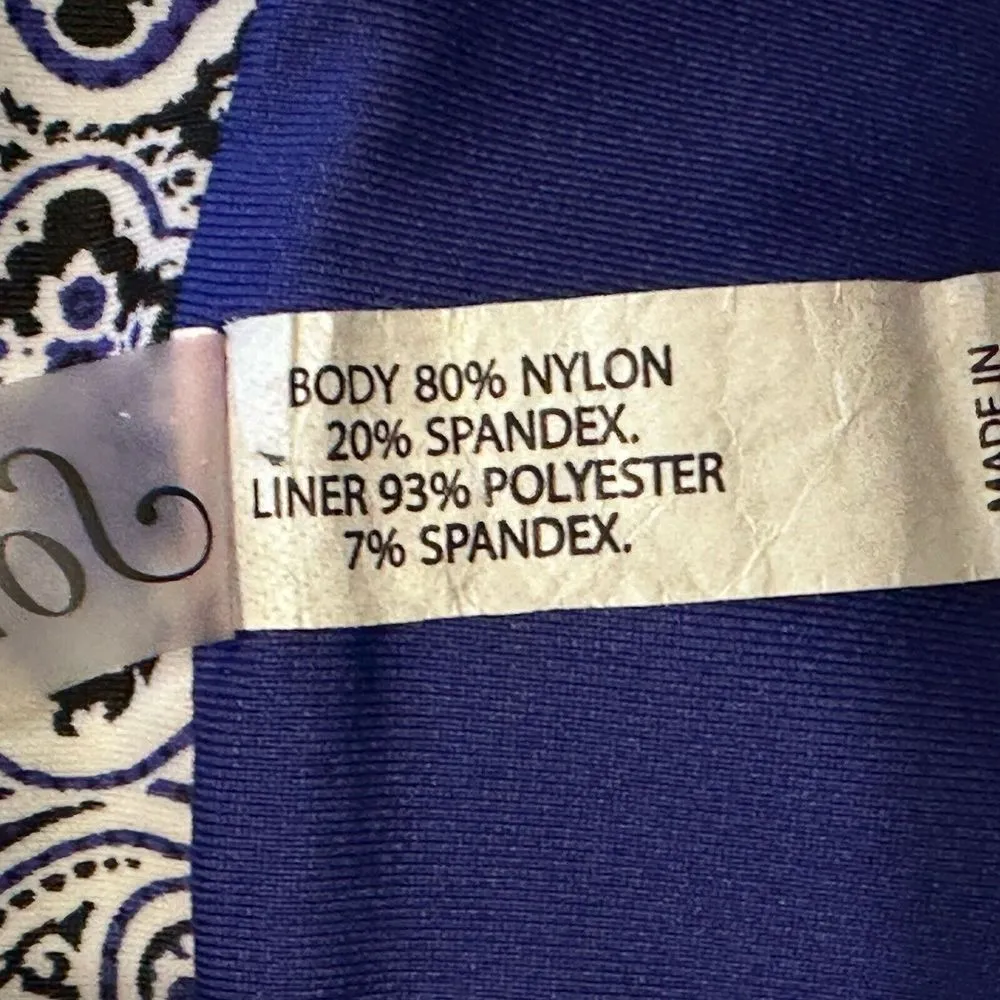 BODY 80% NYLON
20% SPANDEX.
LINER 93% POLYESTER
7% SPANDEX.
MADE IN